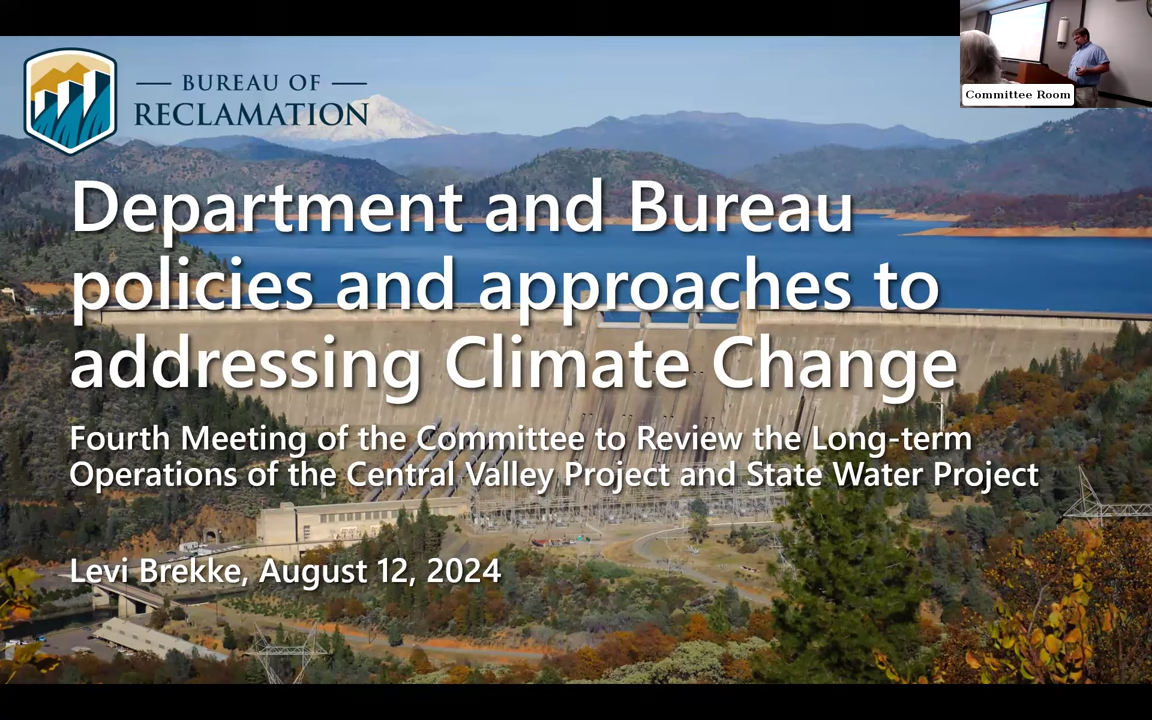 BUREAU OF
RECLAMATION
Committee Room
Department and Bureau
policies and approaches to
addressing Climate Change
Fourth Meeting of the Committee to Review the Long-term
Operations of the Central Valley Project and State Water Project
Levi Brekke, August 12, 2024